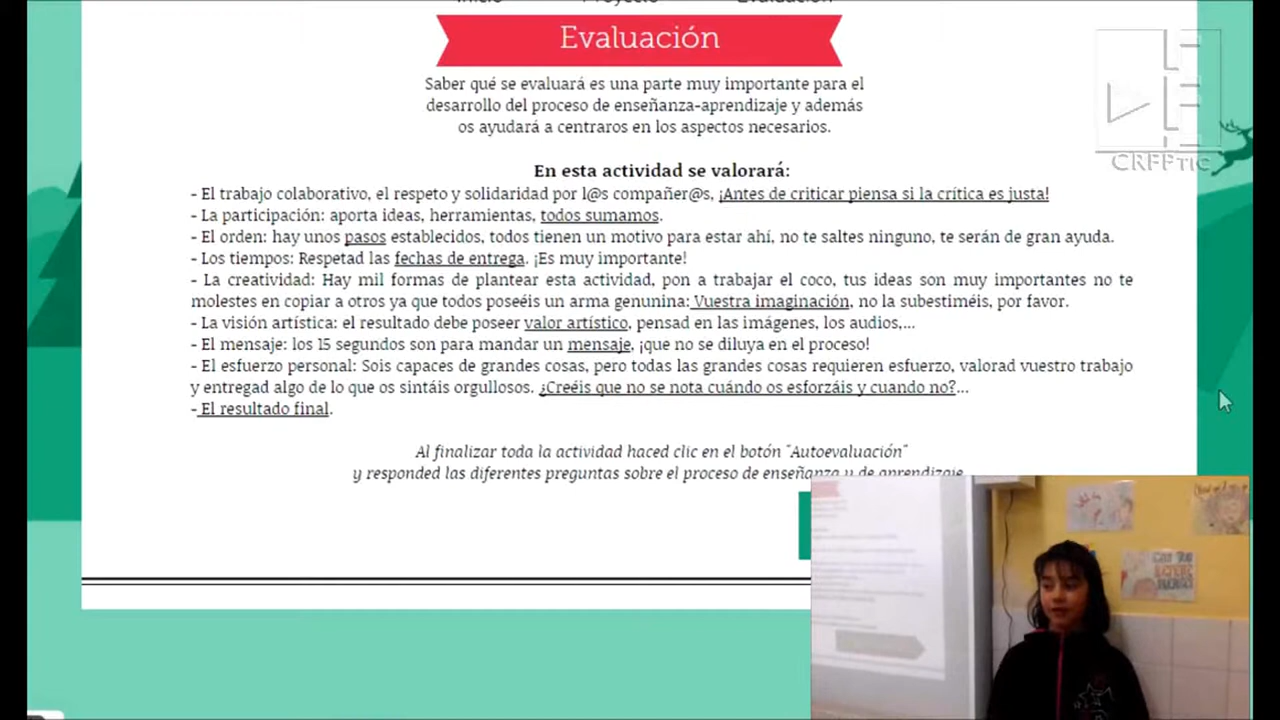 Inicio Proyecto Evaluación
Evaluación
Saber qué se evaluará es una parte muy importante para el
desarrollo del proceso de enseñanza-aprendizaje y además
os ayudará a centraros en los aspectos necesarios.
En esta actividad se valorará:
- El trabajo colaborativo, el respeto y solidaridad por l@s compañer@s, ¡Antes de criticar piensa si la crítica es justa!
- La participación: aporta ideas, herramientas, todos sumamos.
- El orden: hay unos pasos establecidos, todos tienen un motivo para estar ahí, no te saltes ninguno, te serán de gran ayuda.
- Los tiempos: Respetad las fechas de entrega. ¡Es muy importante!
- La creatividad: Hay mil formas de plantear esta actividad, pon a trabajar el coco, tus ideas son muy importantes no te
molestes en copiar a otros ya que todos poseéis un arma genunina: Vuestra imaginación, no la subestiméis, por favor.
- La visión artística: el resultado debe poseer valor artístico, pensad en las imágenes, los audios,...
- El mensaje: los 15 segundos son para mandar un mensaje, ¡que no se diluya en el proceso!
- El esfuerzo personal: Sois capaces de grandes cosas, pero todas las grandes cosas requieren esfuerzo, valorad vuestro trabajo
y entregad algo de lo que os sintáis orgullosos. ¿Creéis que no se nota cuándo os esforzáis y cuando no?...
- El resultado final.
Al finalizar toda la actividad haced clic en el botón "Autoevaluación"
y responded las diferentes preguntas sobre el proceso de enseñanza y de aprendizaje
CRFPTIC